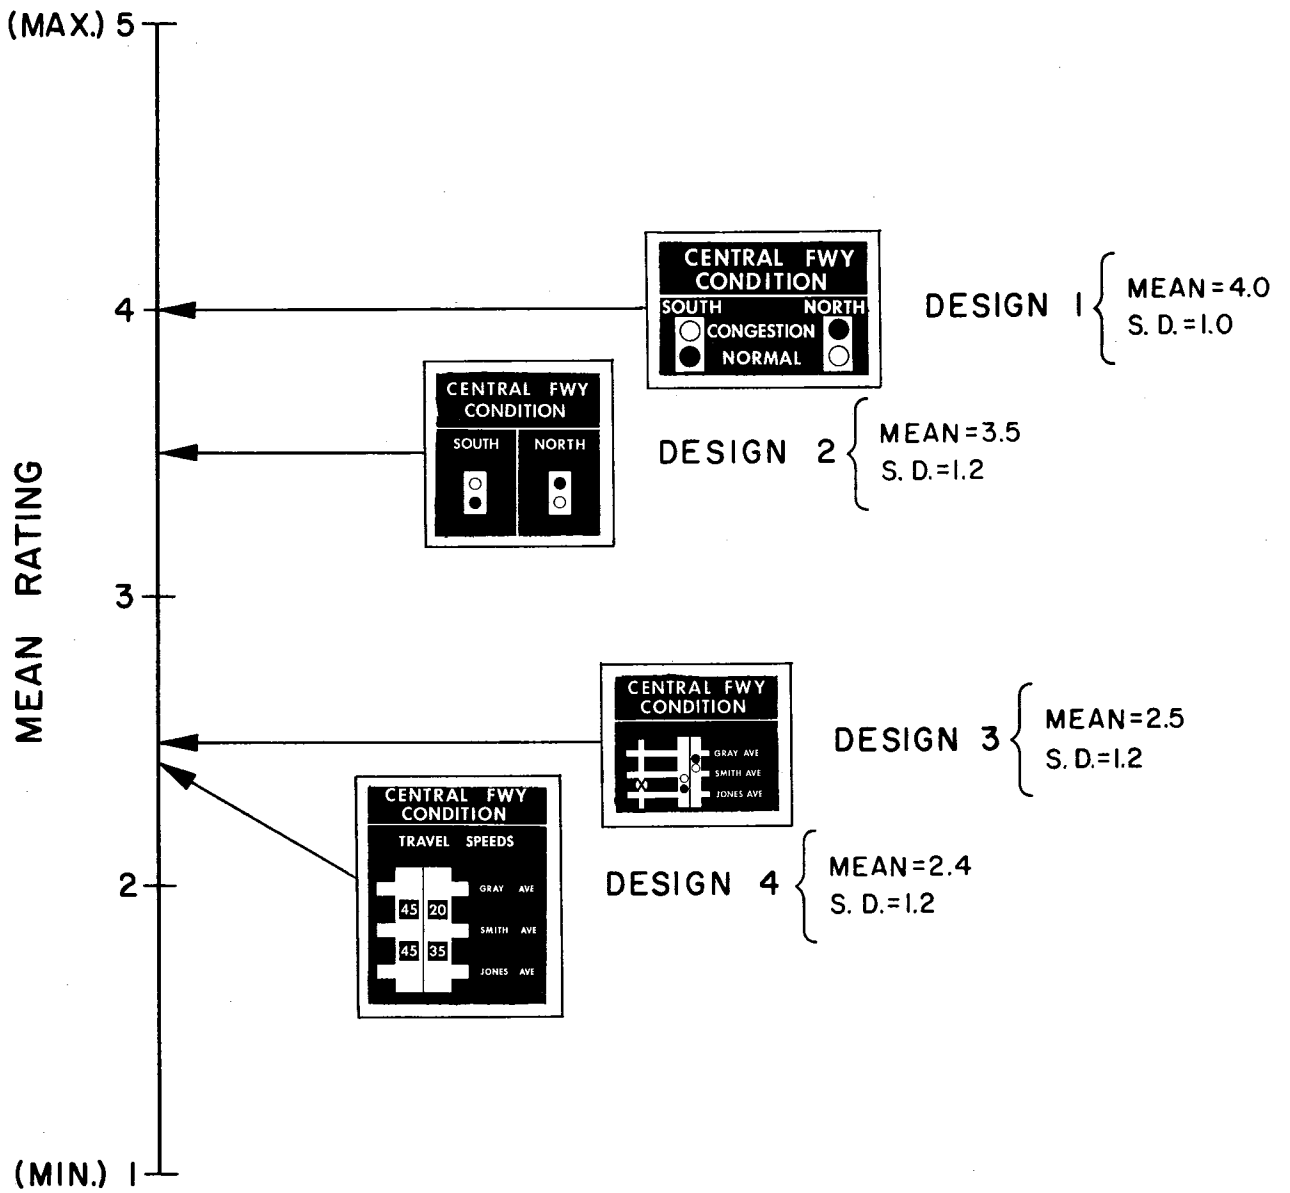 (MAX.) 5
CENTRAL FWY
CONDITION
SOUTH NORTH
CONGESTION
NORMAL
DESIGN 1
MEAN=4.0
S. D.=1.0
4
CENTRAL FWY
CONDITION
SOUTH NORTH
DESIGN 2
MEAN=3.5
S. D.=1.2
MEAN RATING
3
CENTRAL FWY
CONDITION
GRAY AVE
SMITH AVE
JONES AVE
DESIGN 3
MEAN=2.5
S. D.=1.2
CENTRAL FWY
CONDITION
TRAVEL SPEEDS
GRAY AVE
45 20
SMITH AVE
45 35
JONES AVE
DESIGN 4
MEAN=2.4
S. D.=1.2
2
(MIN.) 1